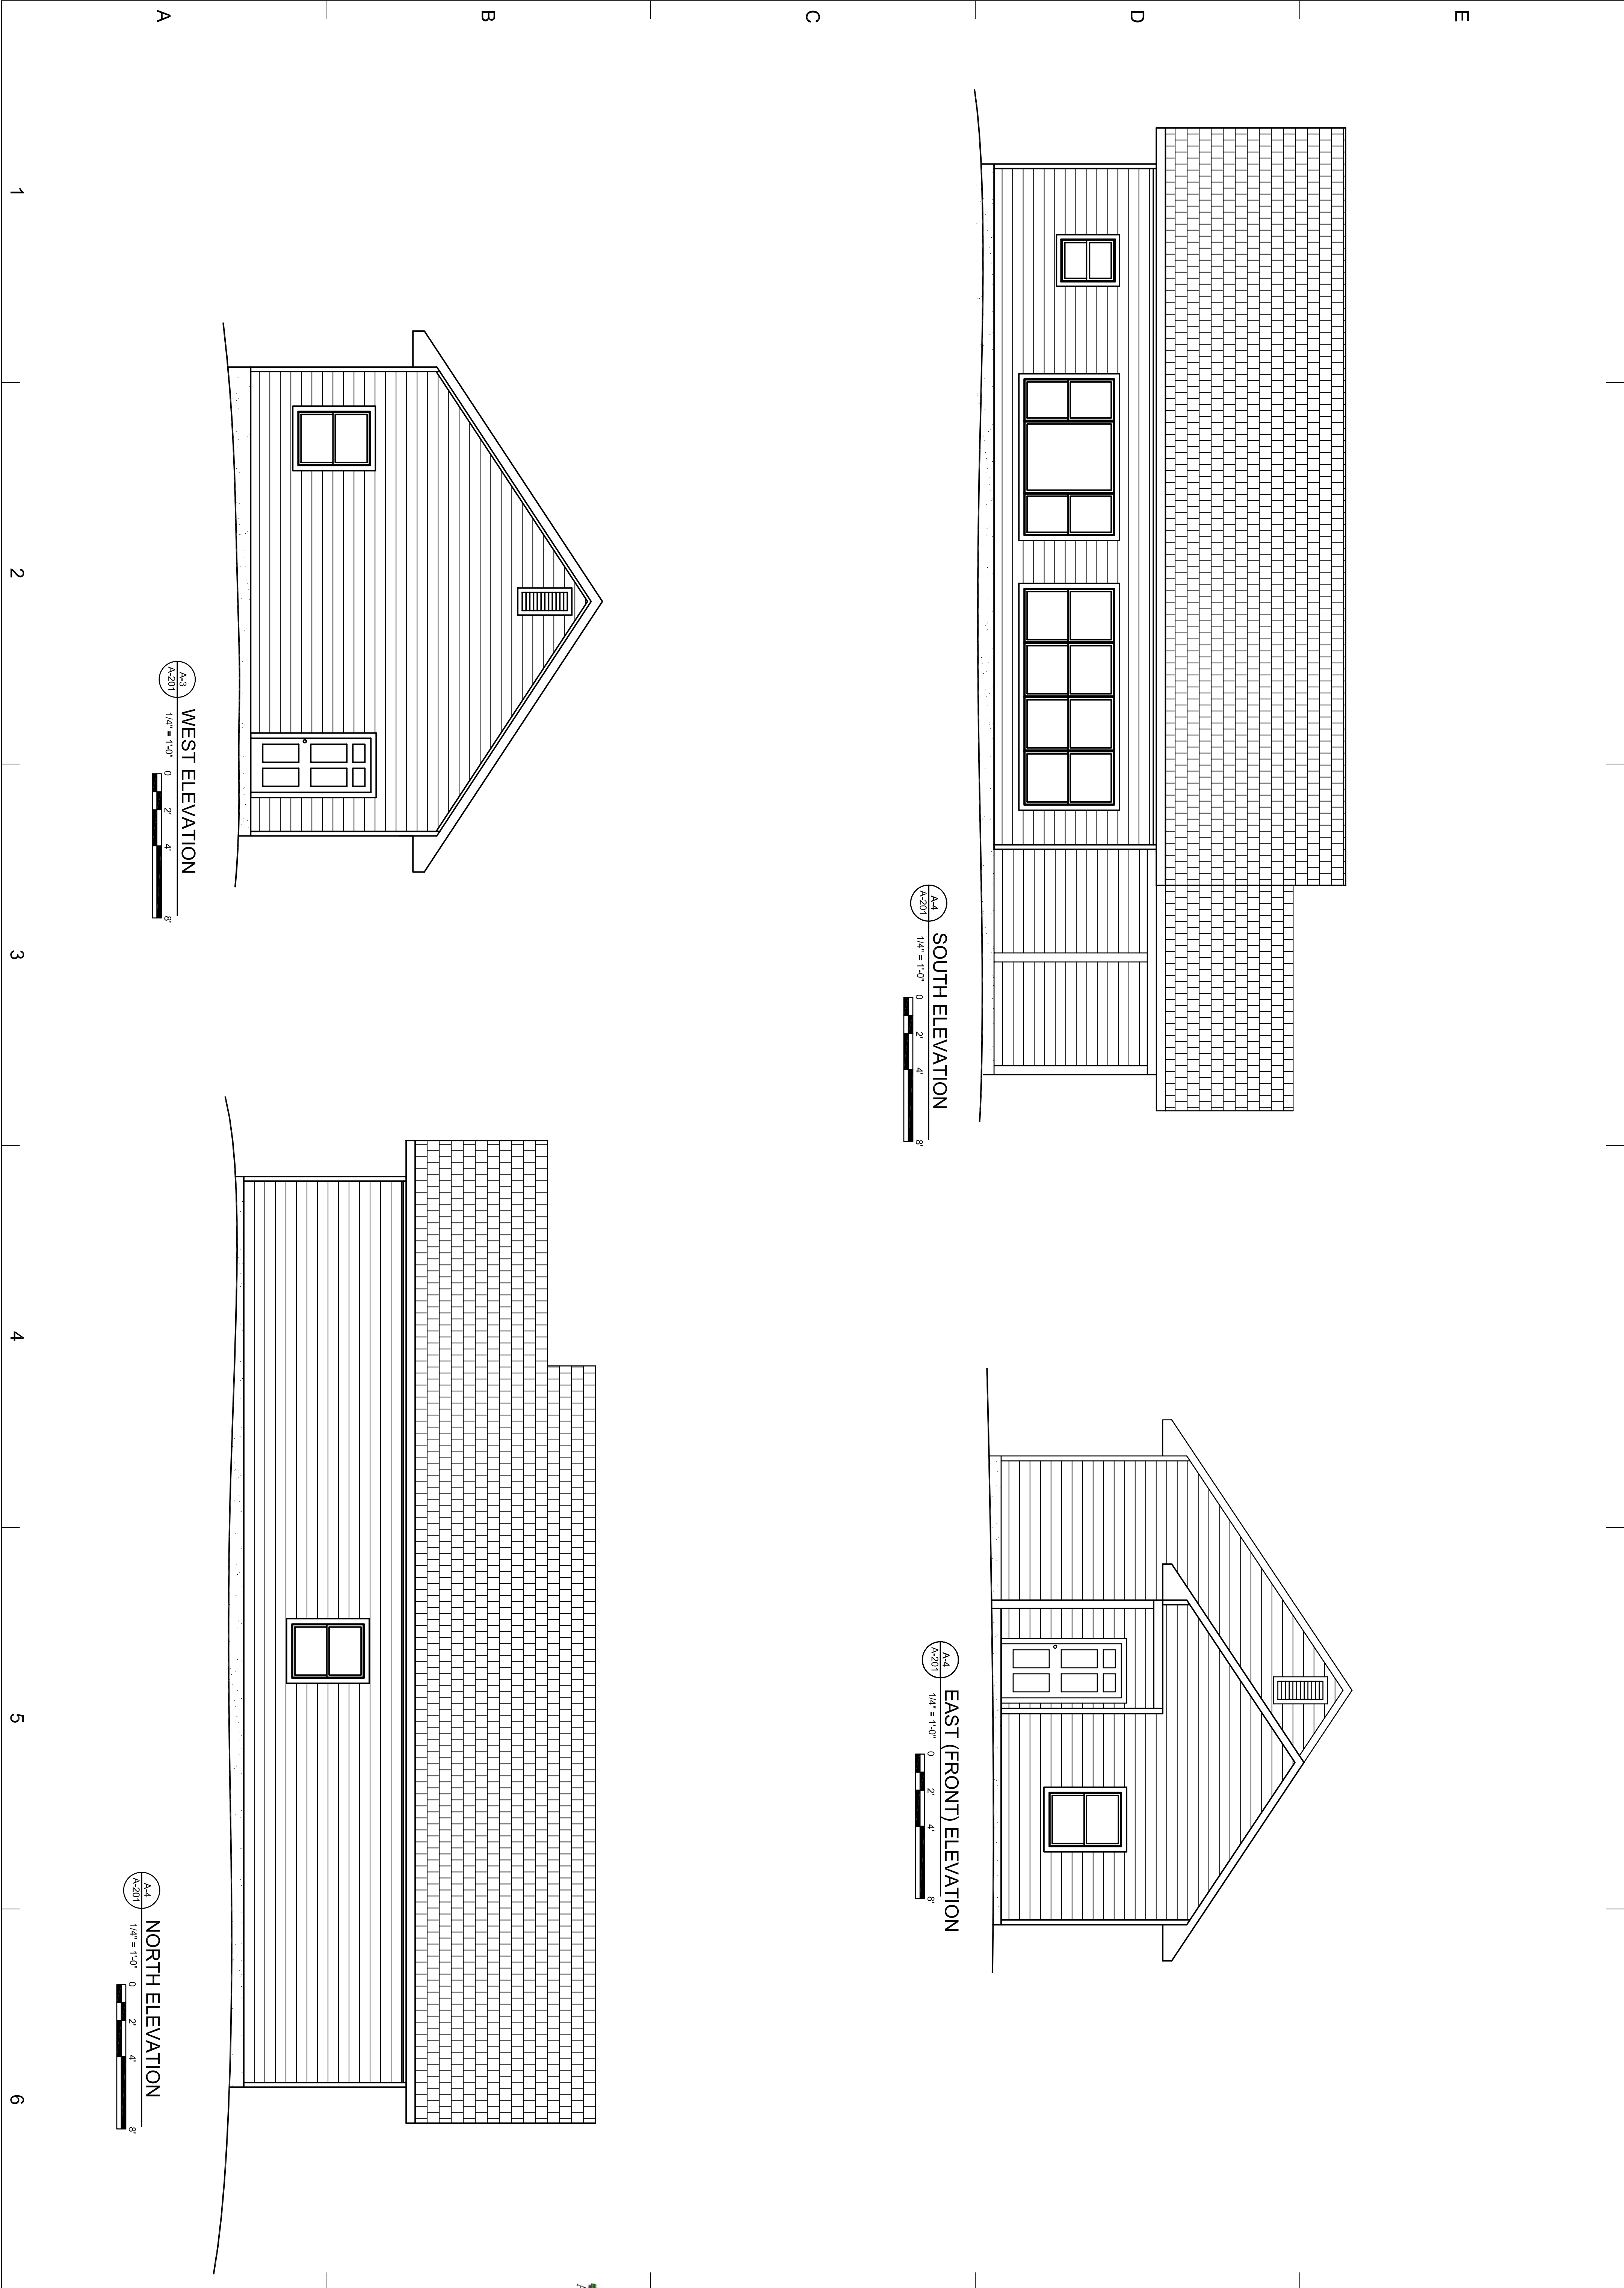 E
D
C
B
A
A-4
A-201
SOUTH ELEVATION
1/4" = 1'-0"
0 2' 4' 8'
A-4
A-201
EAST (FRONT) ELEVATION
1/4" = 1'-0"
0 2' 4' 8'
A-3
A-201
WEST ELEVATION
1/4" = 1'-0"
0 2' 4' 8'
A-4
A-201
NORTH ELEVATION
1/4" = 1'-0"
0 2' 4' 8'
1 2 3 4 5 6